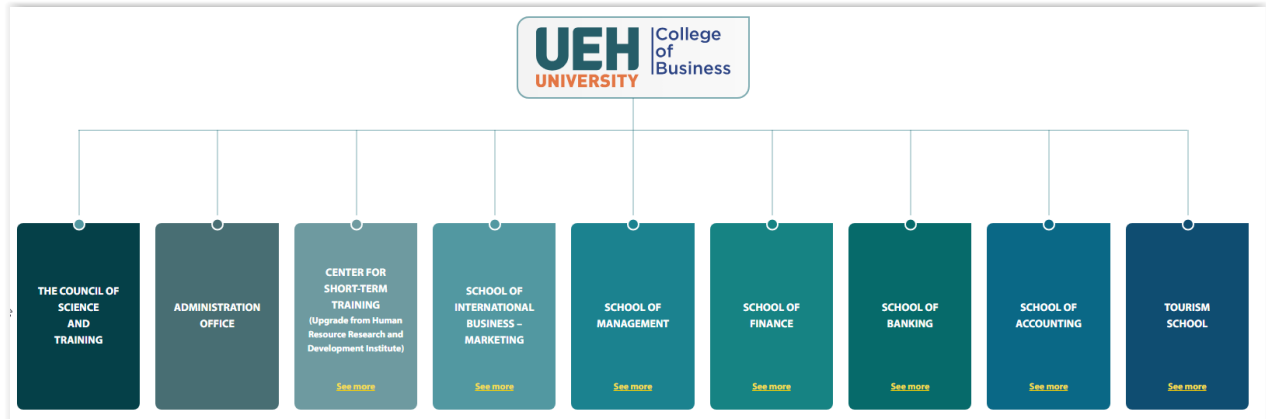 UEH
UNIVERSITY
College
of
Business
THE COUNCIL OF
SCIENCE
AND
TRAINING
ADMINISTRATION
OFFICE
CENTER FOR
SHORT-TERM
TRAINING
(Upgrade from Human
Resource Research and
Development Institute)
See more
SCHOOL OF
INTERNATIONAL
BUSINESS –
MARKETING
See more
SCHOOL OF
MANAGEMENT
See more
SCHOOL OF
FINANCE
See more
SCHOOL OF
BANKING
See more
SCHOOL OF
ACCOUNTING
See more
TOURISM
SCHOOL
See more